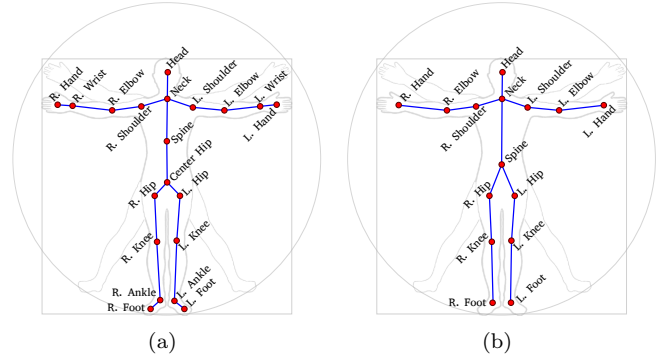 Head
R. Hand
R. Wrist
R. Elbow
Neck
L. Shoulder
L. Elbow
L. Wrist
R. Shoulder
L. Hand
Spine
Center Hip
R. Hip
L. Hip
R. Knee
L. Knee
R. Ankle
L. Ankle
R. Foot
L. Foot
(a)
Head
R. Hand
R. Elbow
Neck
L. Shoulder
L. Elbow
R. Shoulder
L. Hand
Spine
R. Hip
L. Hip
R. Knee
L. Knee
R. Foot
L. Foot
(b)